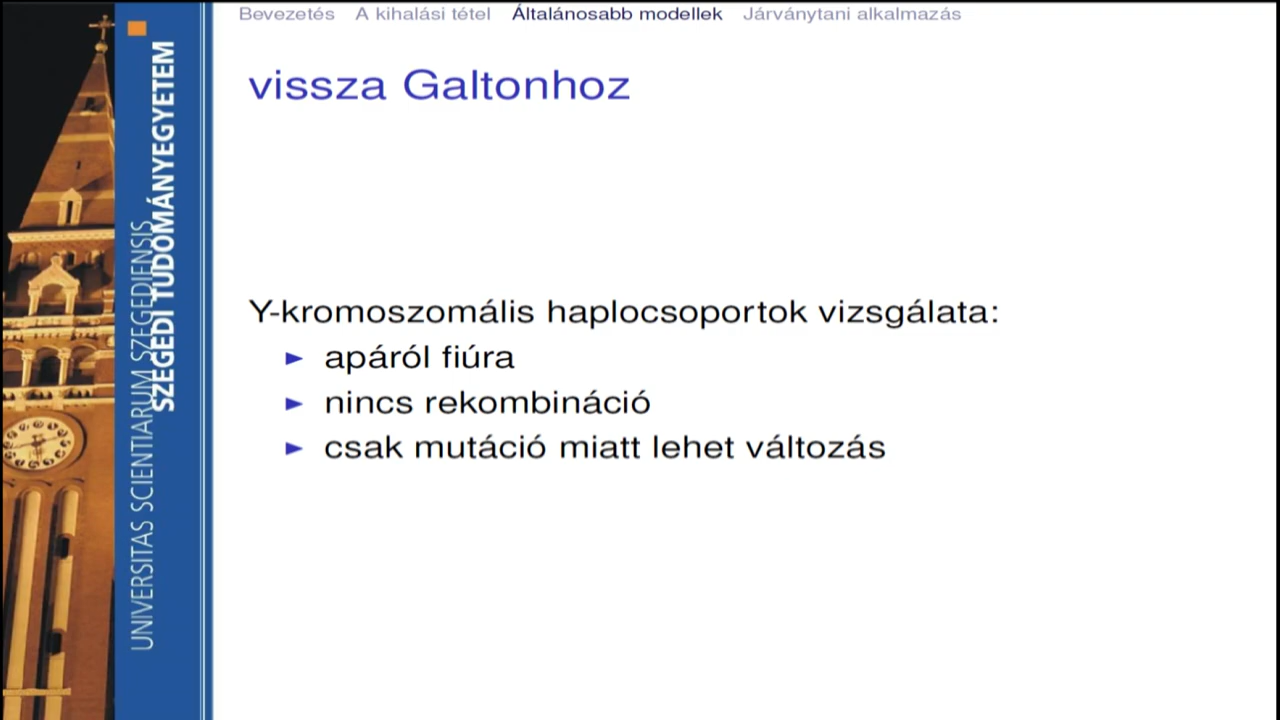 Bevezetés A kihalási tétel Általánosabb modellek Járványtani alkalmazás
vissza Galtonhoz
Y-kromoszomális haplocsoportok vizsgálata:
apáról fiúra
nincs rekombináció
csak mutáció miatt lehet változás
SZEGEDI TUDOMÁNYEGYETEM
UNIVERSITAS SCIENTIARUM SZEGEDIENSIS